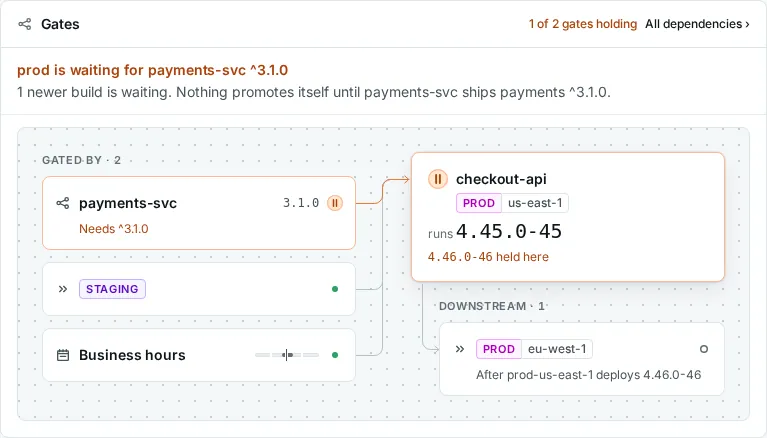 Gates
1 of 2 gates holding All dependencies ›
prod is waiting for payments-svc ^3.1.0
1 newer build is waiting. Nothing promotes itself until payments-svc ships payments ^3.1.0.
GATED BY · 2
payments-svc 3.1.0
Needs ^3.1.0
STAGING
Business hours
checkout-api
PROD us-east-1
runs 4.45.0-45
4.46.0-46 held here
DOWNSTREAM · 1
PROD eu-west-1
After prod-us-east-1 deploys 4.46.0-46